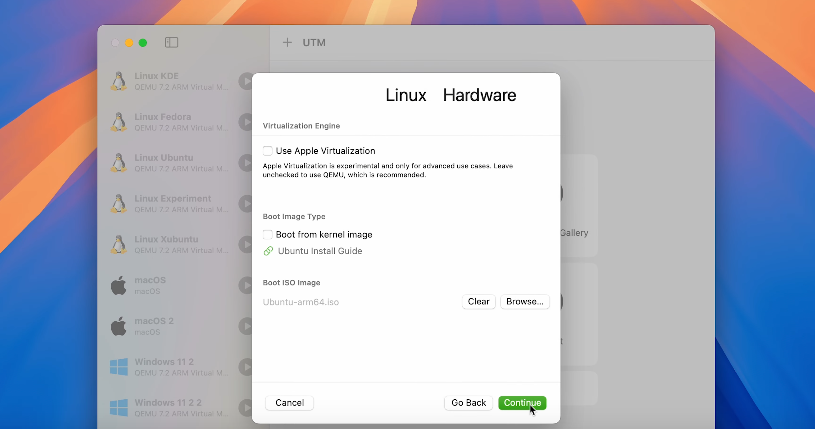 UTM
Linux KDE
QEMU 7.2 ARM Virtual M...
Linux Fedora
QEMU 7.2 ARM Virtual M...
Linux Ubuntu
QEMU 7.2 ARM Virtual M...
Linux Experiment
QEMU 7.2 ARM Virtual M...
Linux Xubuntu
QEMU 7.2 ARM Virtual M...
macOS
macOS
macOS 2
macOS
Windows 11 2
QEMU 7.2 ARM Virtual M...
Windows 11 2 2
QEMU 7.2 ARM Virtual M...
Linux Hardware
Virtualization Engine
Use Apple Virtualization
Apple Virtualization is experimental and only for advanced use cases. Leave
unchecked to use QEMU, which is recommended.
Boot Image Type
Boot from kernel image
Ubuntu Install Guide
Boot ISO Image
Ubuntu-arm64.iso
Clear
Browse...
Cancel
Go Back
Continue
Gallery